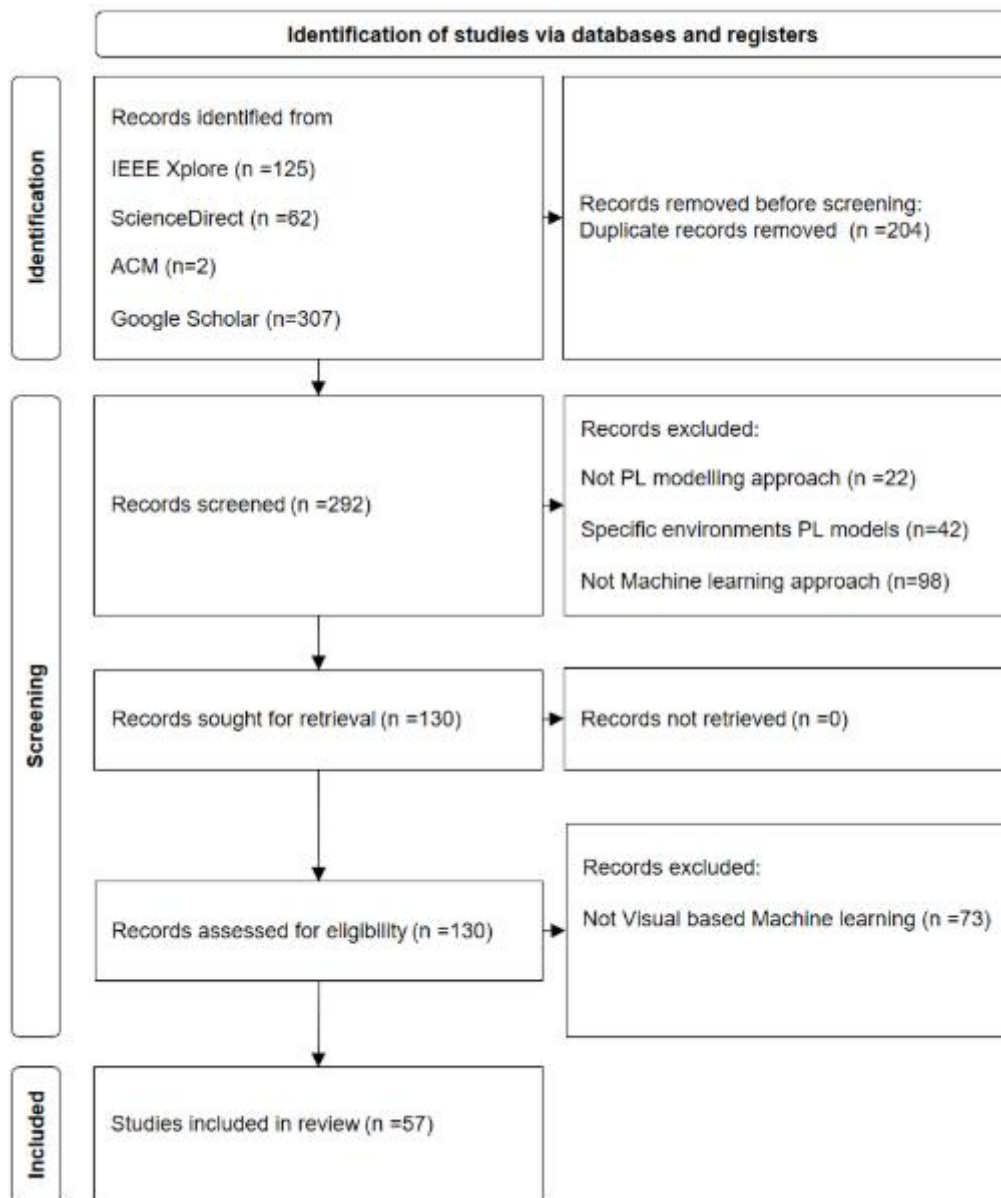 Identification of studies via databases and registers
Identification
Records identified from
IEEE Xplore (n =125)
ScienceDirect (n =62)
ACM (n=2)
Google Scholar (n=307)
Records removed before screening:
Duplicate records removed (n =204)
Screening
Records screened (n =292)
Records excluded:
Not PL modelling approach (n =22)
Specific environments PL models (n=42)
Not Machine learning approach (n=98)
Records sought for retrieval (n =130)
Records not retrieved (n =0)
Records assessed for eligibility (n =130)
Records excluded:
Not Visual based Machine learning (n =73)
Included
Studies included in review (n =57)